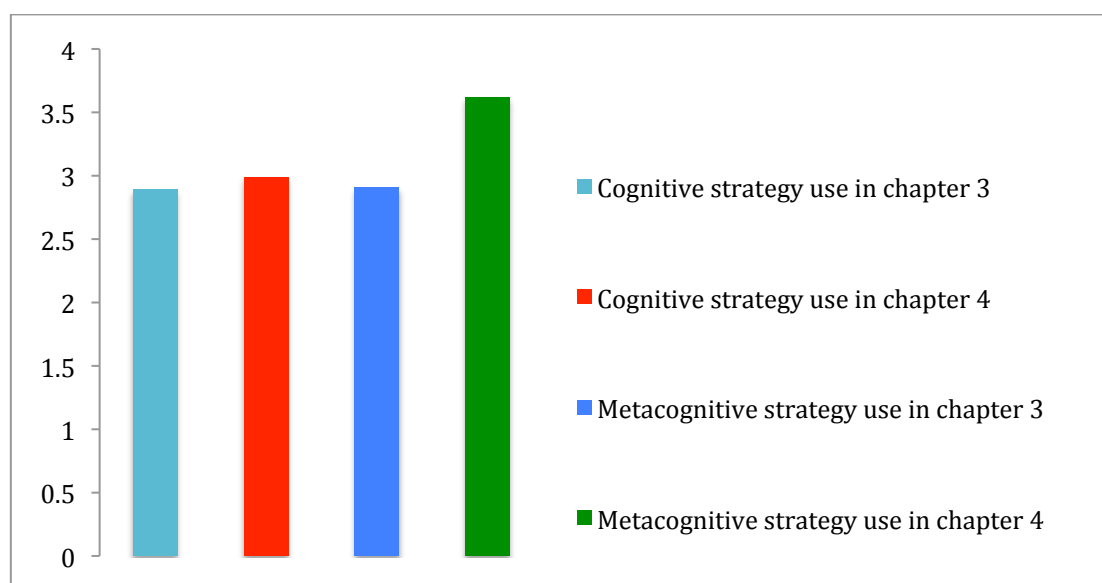 4
3.5
3
2.5
2
1.5
1
0.5
0
Cognitive strategy use in chapter 3
Cognitive strategy use in chapter 4
Metacognitive strategy use in chapter 3
Metacognitive strategy use in chapter 4